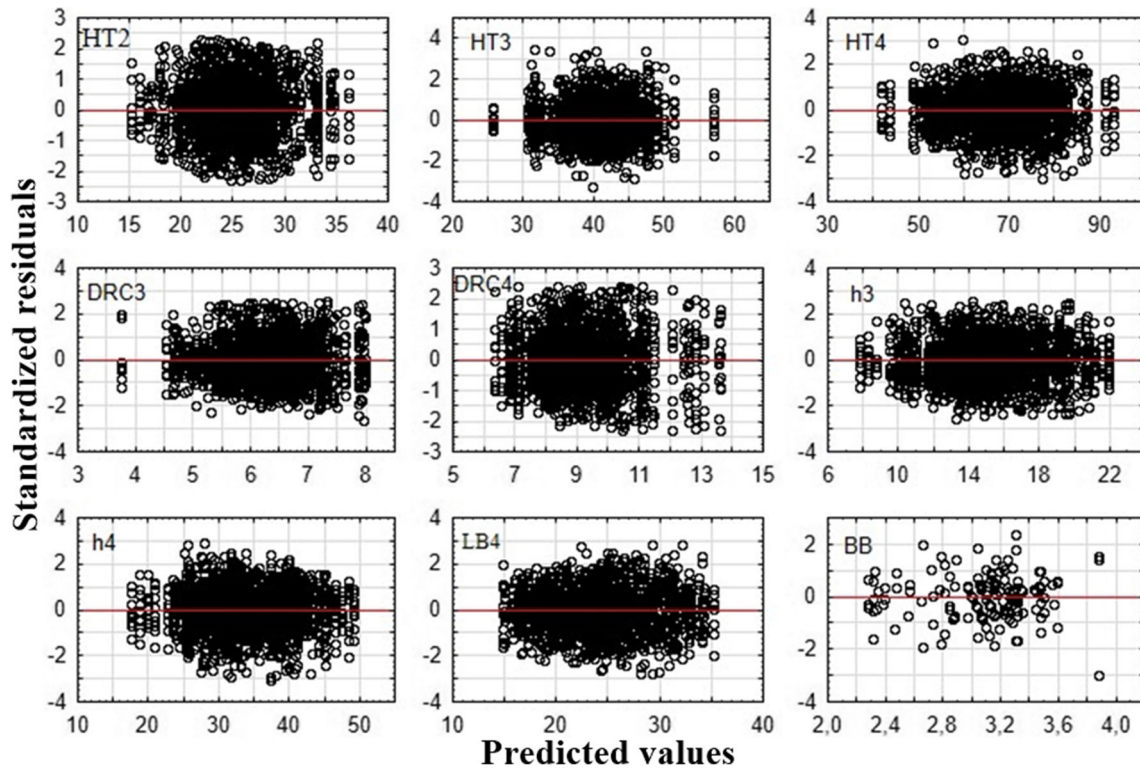 Standardized residuals
HT2
3
2
1
0
-1
-2
-3
10 15 20 25 30 35 40
HT3
4
2
0
-2
-4
20 30 40 50 60
HT4
4
2
0
-2
-4
30 50 70 90
DRC3
4
2
0
-2
-4
3 4 5 6 7 8
DRC4
3
2
1
0
-1
-2
-3
5 7 9 11 13 15
h3
4
2
0
-2
-4
6 10 14 18 22
h4
4
2
0
-2
-4
10 20 30 40 50
LB4
4
2
0
-2
-4
10 20 30 40
BB
2
0
-2
-4
2,0 2,4 2,8 3,2 3,6 4,0
Predicted values